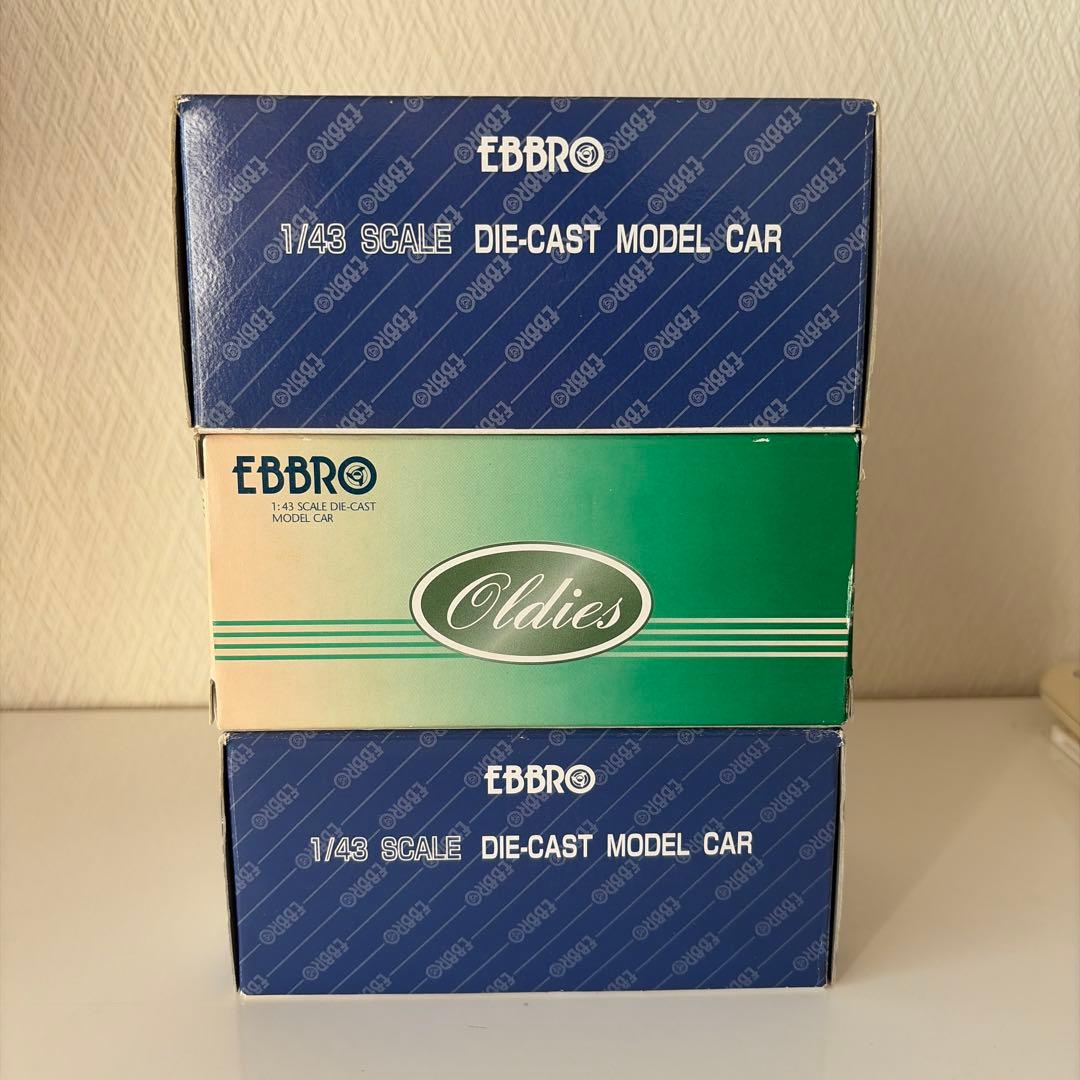 EBBRO
1/43 SCALE DIE-CAST MODEL CAR
EBBRO
1:43 SCALE DIE-CAST
MODEL CAR
Oldies
EBBRO
1/43 SCALE DIE-CAST MODEL CAR